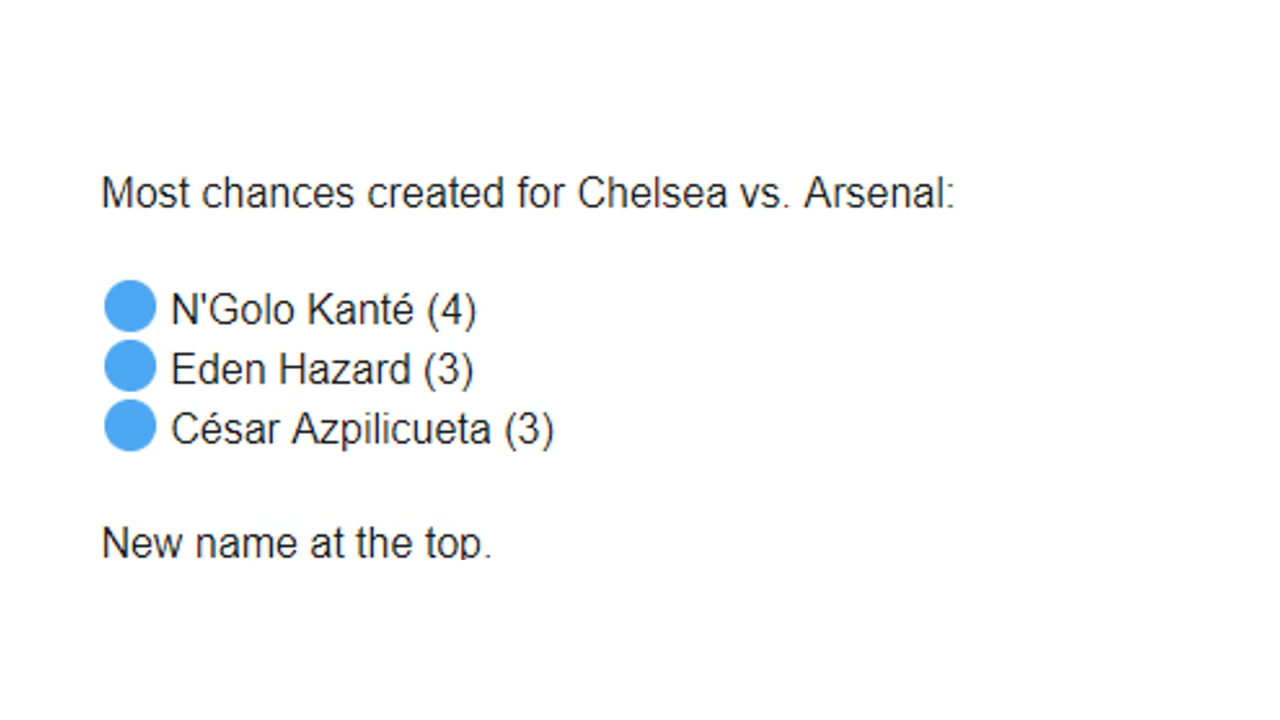 Most chances created for Chelsea vs. Arsenal:
N'Golo Kanté (4)
Eden Hazard (3)
César Azpilicueta (3)
New name at the top.